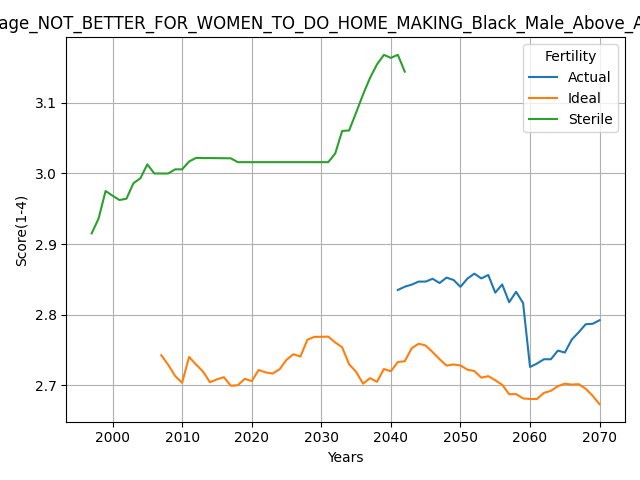 age_NOT_BETTER_FOR_WOMEN_TO_DO_HOME_MAKING_Black_Male_Above_A
Fertility
Actual
Ideal
Sterile
Score(1-4)
3.1
3.0
2.9
2.8
2.7
2000 2010 2020 2030 2040 2050 2060 2070
Years